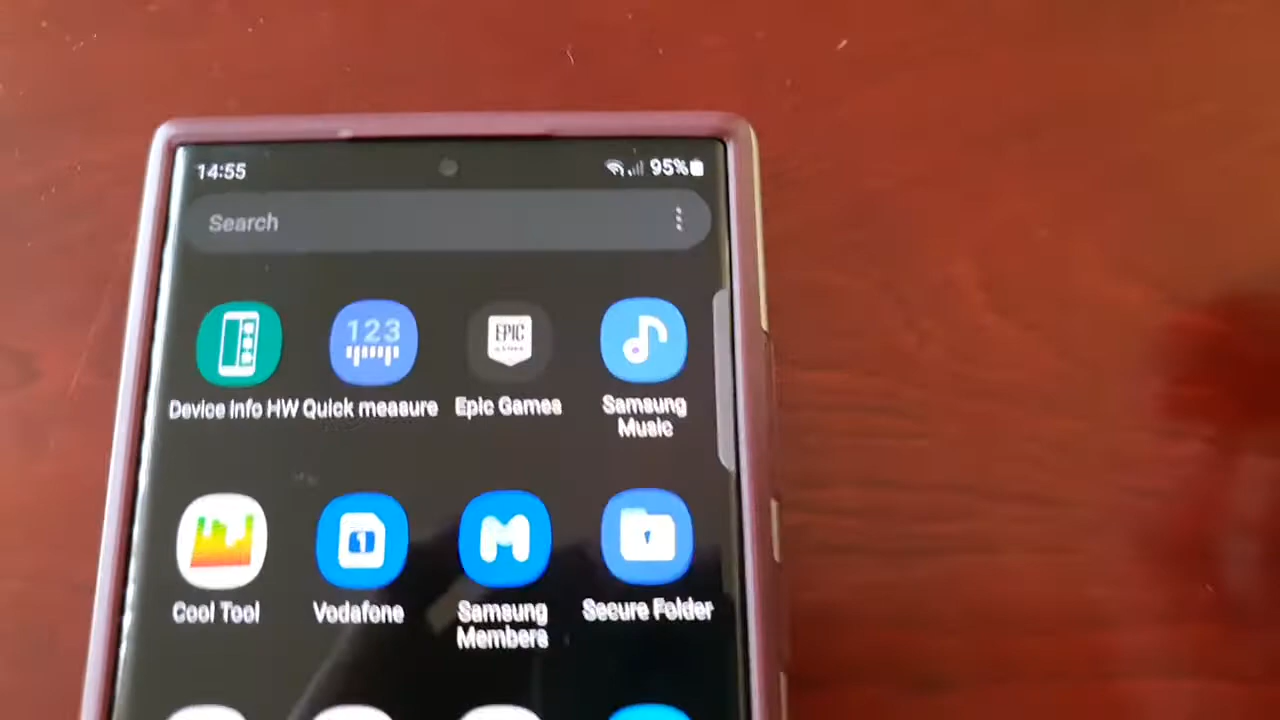 14:55
95%
Search
123
EPIC
Device Info HW
Quick measure
Epic Games
Samsung
Music
1
Cool Tool
Vodafone
Samsung
Members
Secure Folder